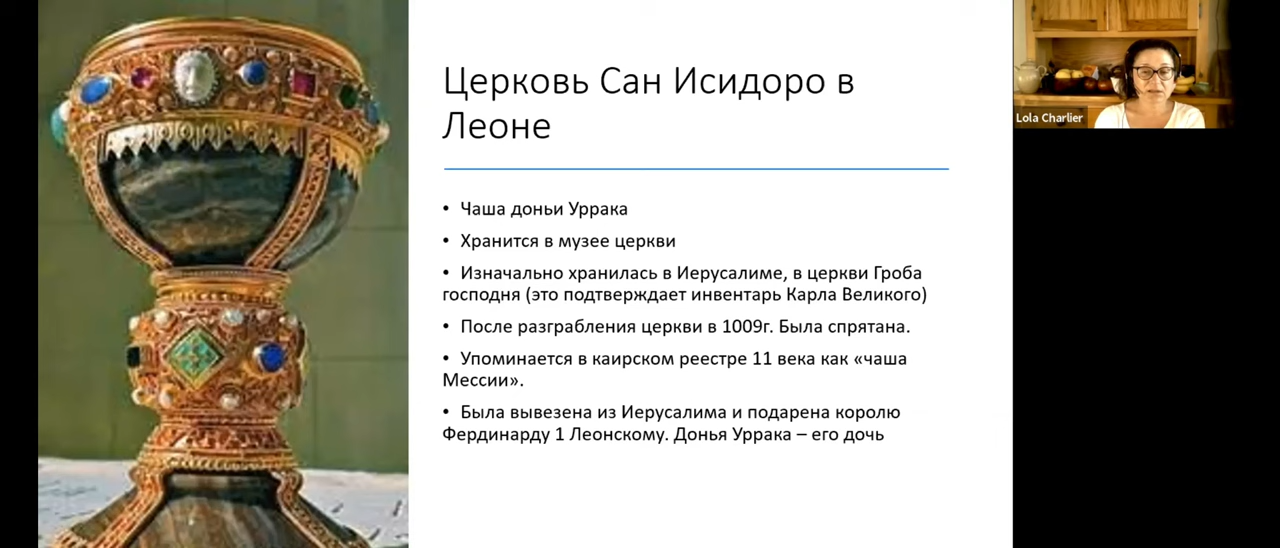 Церковь Сан Исидоро в
Леоне
• Чаша доньи Уррака
• Хранится в музее церкви
• Изначально хранилась в Иерусалиме, в церкви Гроба
господня (это подтверждает инвентарь Карла Великого)
• После разграбления церкви в 1009г. Была спрятана.
• Упоминается в каирском реестре 11 века как «чаша
Мессии».
• Была вывезена из Иерусалима и подарена королю
Фердинарду 1 Леонскому. Донья Уррака – его дочь
Lola Charlier